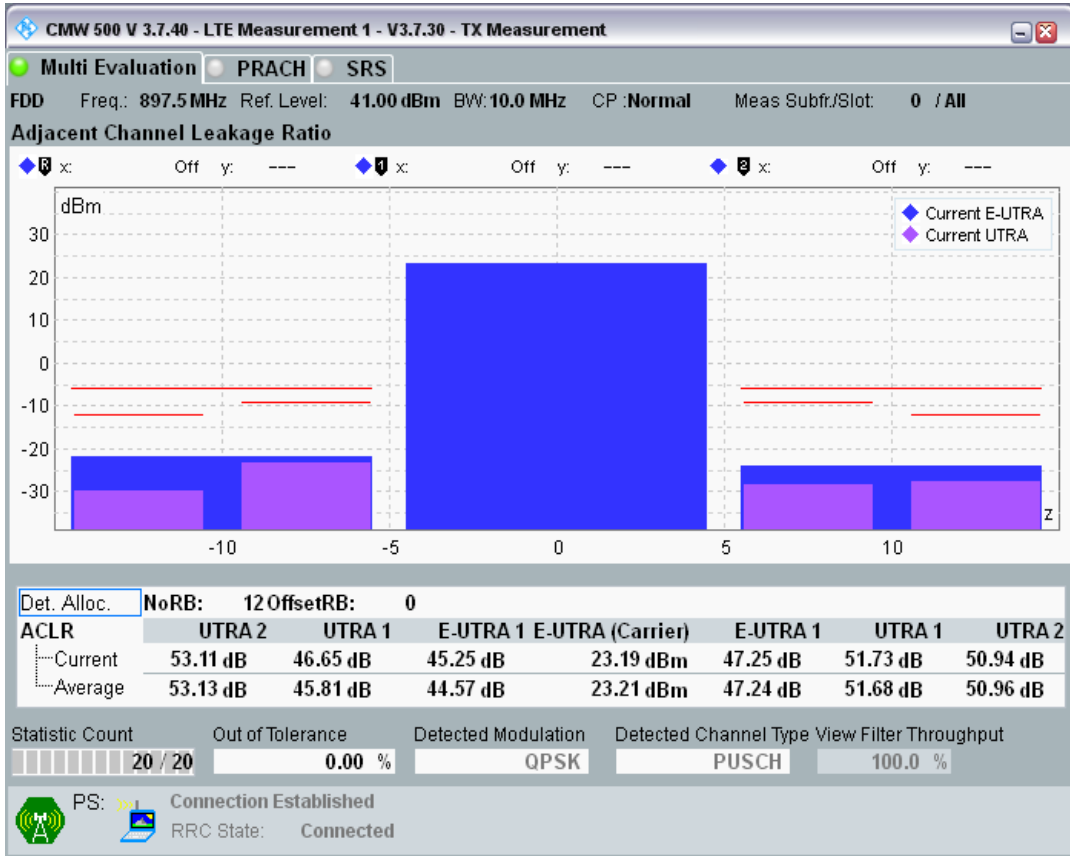 CMW 500 V 3.7.40 - LTE Measurement 1 - V3.7.30 - TX Measurement
Multi Evaluation PRACH SRS
FDD Freq.: 897.5 MHz Ref. Level: 41.00 dBm BW: 10.0 MHz CP :Normal Meas Subfr./Slot: 0 / All
Adjacent Channel Leakage Ratio
R x: Off y: --- 1 x: Off y: --- 2 x: Off y: ---
dBm
Current E-UTRA
Current UTRA
30
20
10
0
-10
-20
-30
z
-10 -5 0 5 10
Det. Alloc. NoRB: 12 OffsetRB: 0
ACLR UTRA 2 UTRA 1 E-UTRA 1 E-UTRA (Carrier) E-UTRA 1 UTRA 1 UTRA 2
Current 53.11 dB 46.65 dB 45.25 dB 23.19 dBm 47.25 dB 51.73 dB 50.94 dB
Average 53.13 dB 45.81 dB 44.57 dB 23.21 dBm 47.24 dB 51.68 dB 50.96 dB
Statistic Count Out of Tolerance Detected Modulation Detected Channel Type View Filter Throughput
20 / 20 0.00 % QPSK PUSCH 100.0 %
PS: Connection Established
RRC State: Connected